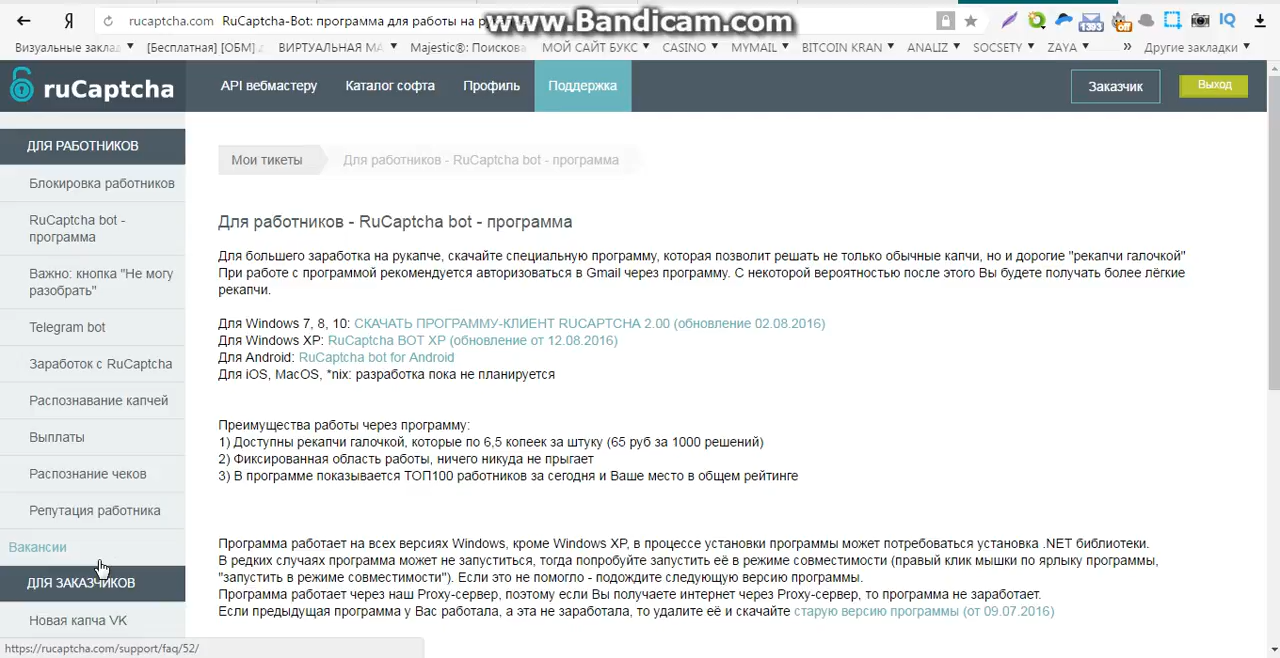 Я rucaptcha.com RuCaptcha-Bot: программа для работы на
www.Bandicam.com
1393 off IQ
Визуальные заклад [Бесплатная] [ОБМ] ВИРТУАЛЬНАЯ МА Majestic®: Поискова МОЙ САЙТ БУКС CASINO MYMAIL BITCOIN KRAN ANALIZ SOCSETY ZAYA » Другие закладки
ruCaptcha API вебмастеру Каталог софта Профиль Поддержка Заказчик Выход
ДЛЯ РАБОТНИКОВ
Блокировка работников
RuCaptcha bot -
программа
Важно: кнопка "Не могу
разобрать"
Telegram bot
Заработок с RuCaptcha
Распознавание капчей
Выплаты
Распознание чеков
Репутация работника
Вакансии
ДЛЯ ЗАКАЗЧИКОВ
Новая капча VK
Мои тикеты Для работников - RuCaptcha bot - программа
Для работников - RuCaptcha bot - программа
Для большего заработка на рукапче, скачайте специальную программу, которая позволит решать не только обычные капчи, но и дорогие "рекапчи галочкой"
При работе с программой рекомендуется авторизоваться в Gmail через программу. С некоторой вероятностью после этого Вы будете получать более лёгкие
рекапчи.
Для Windows 7, 8, 10: СКАЧАТЬ ПРОГРАММУ-КЛИЕНТ RUCAPTCHA 2.00 (обновление 02.08.2016)
Для Windows XP: RuCaptcha BOT XP (обновление от 12.08.2016)
Для Android: RuCaptcha bot for Android
Для iOS, MacOS, *nix: разработка пока не планируется
Преимущества работы через программу:
1) Доступны рекапчи галочкой, которые по 6,5 копеек за штуку (65 руб за 1000 решений)
2) Фиксированная область работы, ничего никуда не прыгает
3) В программе показывается ТОП100 работников за сегодня и Ваше место в общем рейтинге
Программа работает на всех версиях Windows, кроме Windows XP, в процессе установки программы может потребоваться установка .NET библиотеки.
В редких случаях программа может не запуститься, тогда попробуйте запустить её в режиме совместимости (правый клик мышки по ярлыку программы,
"запустить в режиме совместимости"). Если это не помогло - подождите следующую версию программы.
Программа работает через наш Proxy-сервер, поэтому если Вы получаете интернет через Proxy-сервер, то программа не заработает.
Если предыдущая программа у Вас работала, а эта не заработала, то удалите её и скачайте старую версию программы (от 09.07.2016)
https://rucaptcha.com/support/faq/52/